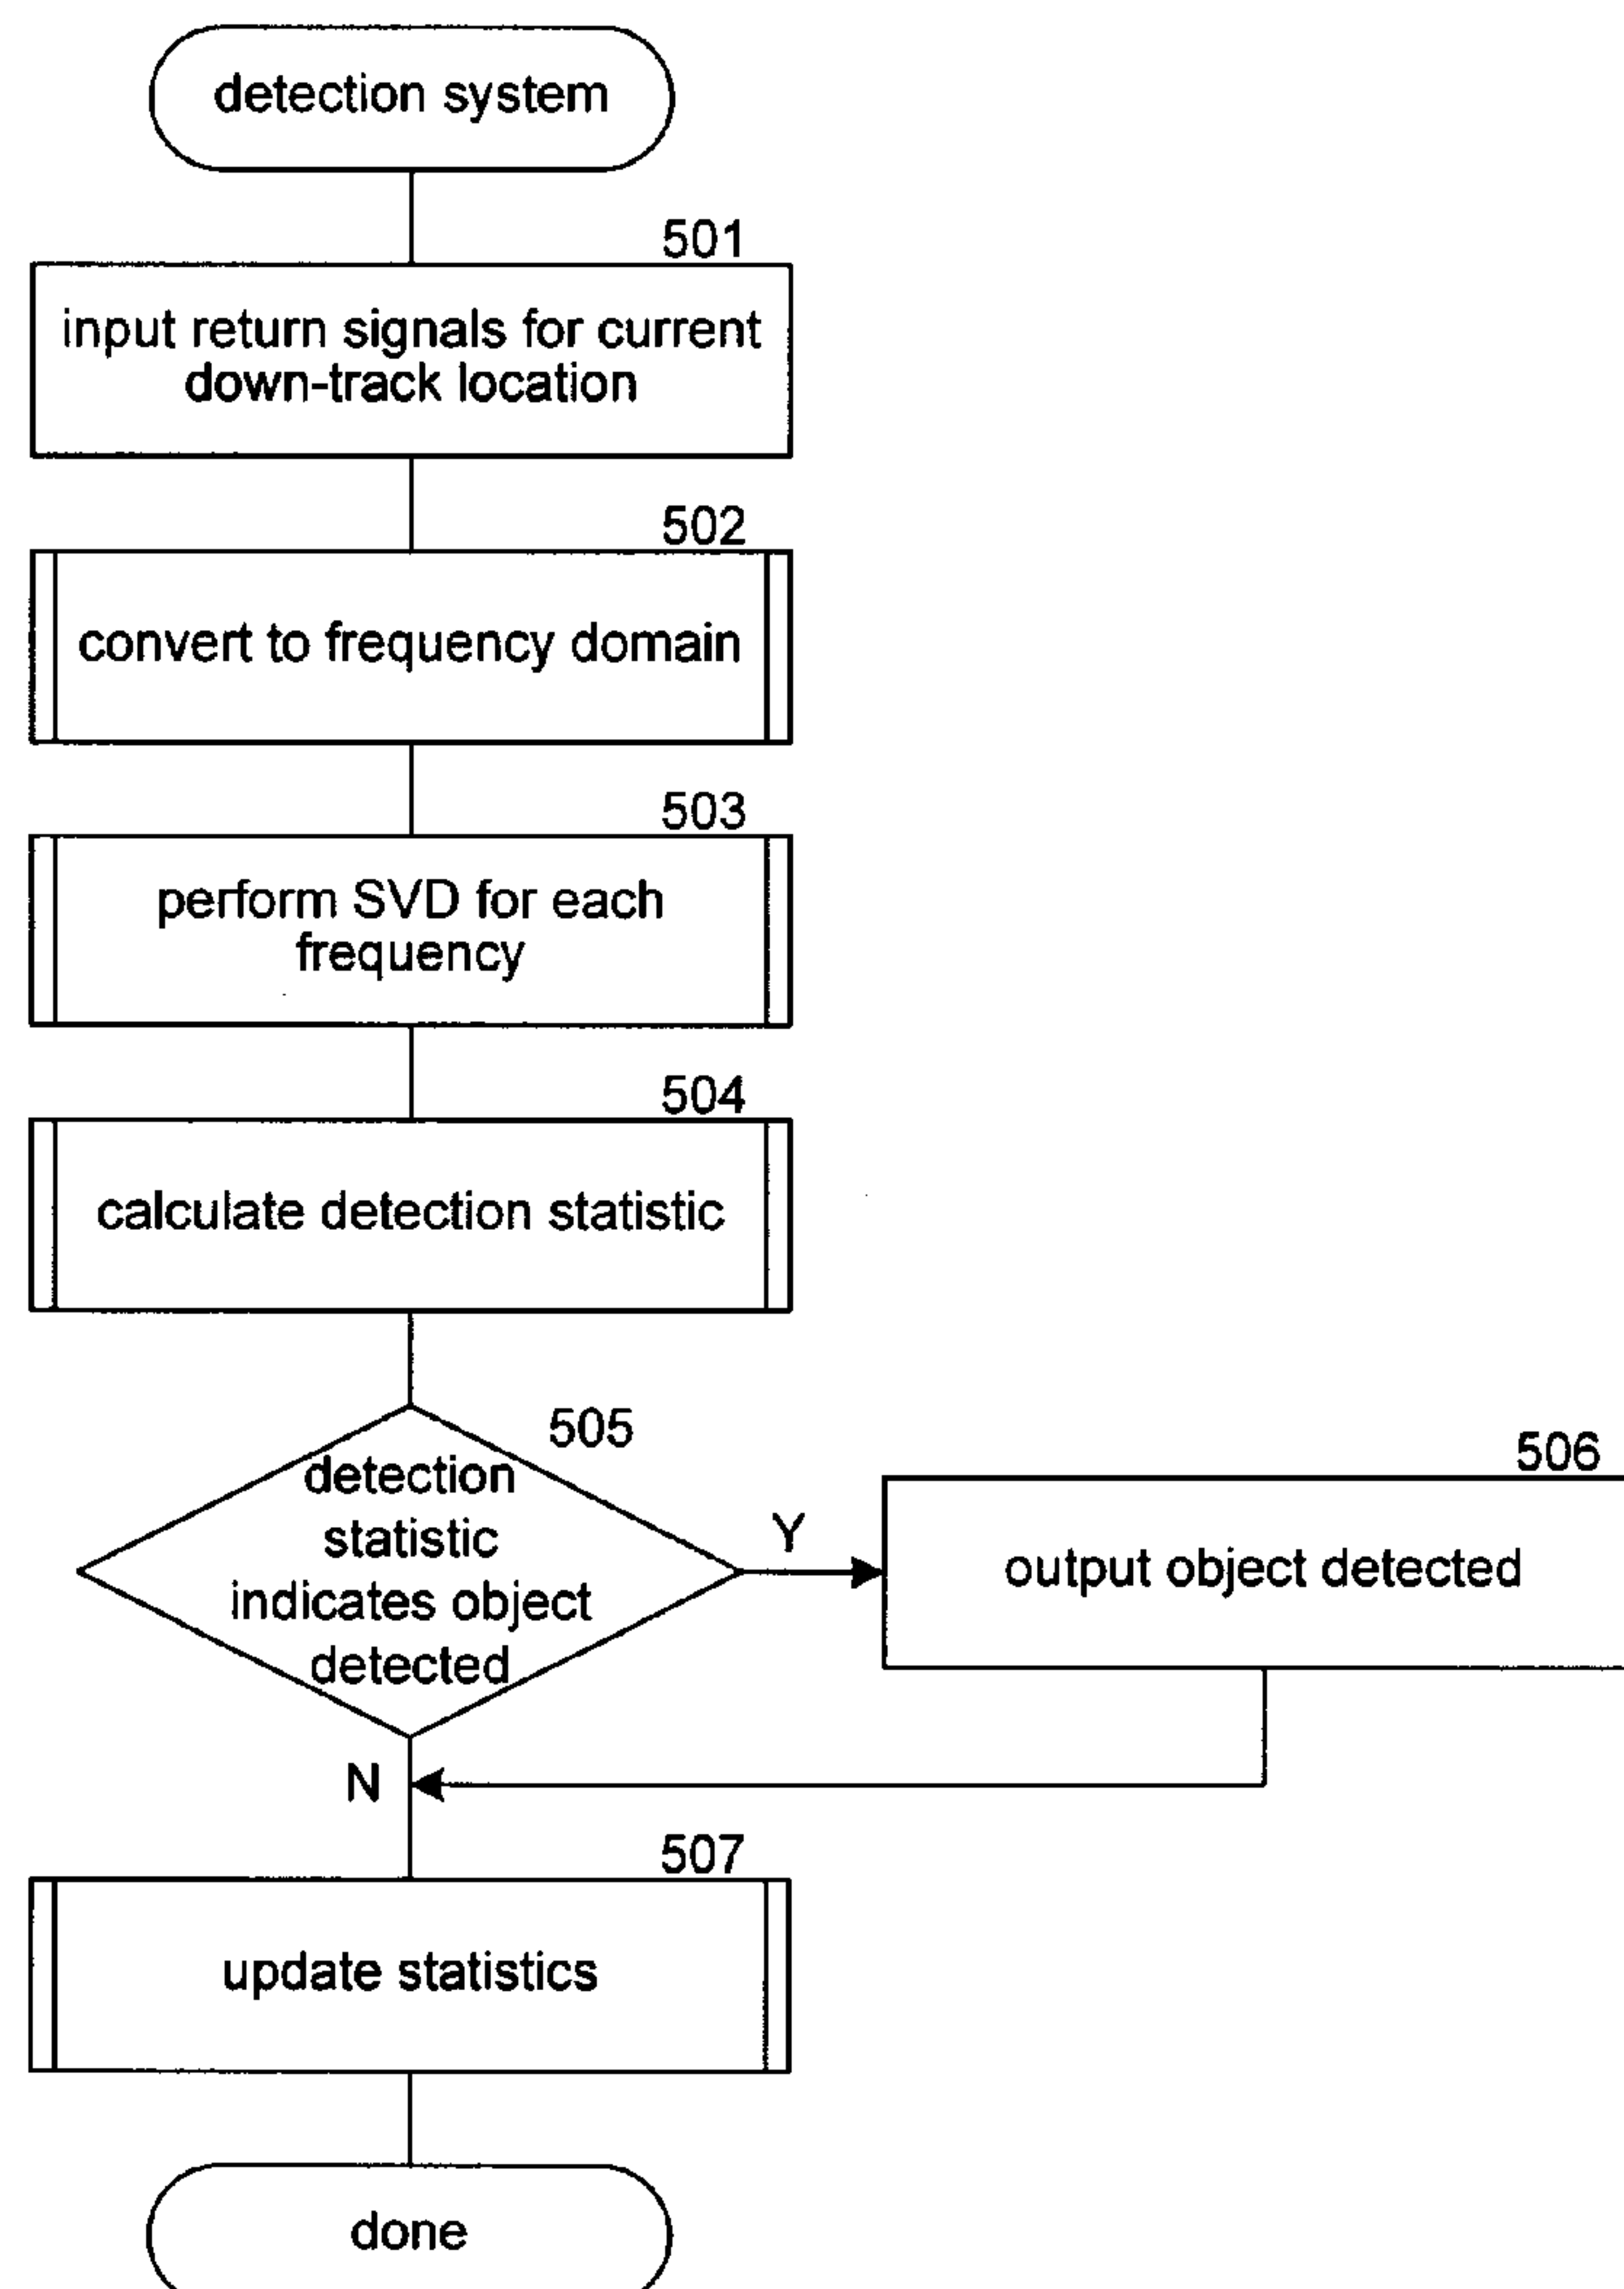 detection system
501
input return signals for current
down-track location
502
convert to frequency domain
503
perform SVD for each
frequency
504
calculate detection statistic
505
detection
statistic
indicates object
detected
Y
506
output object detected
N
507
update statistics
done